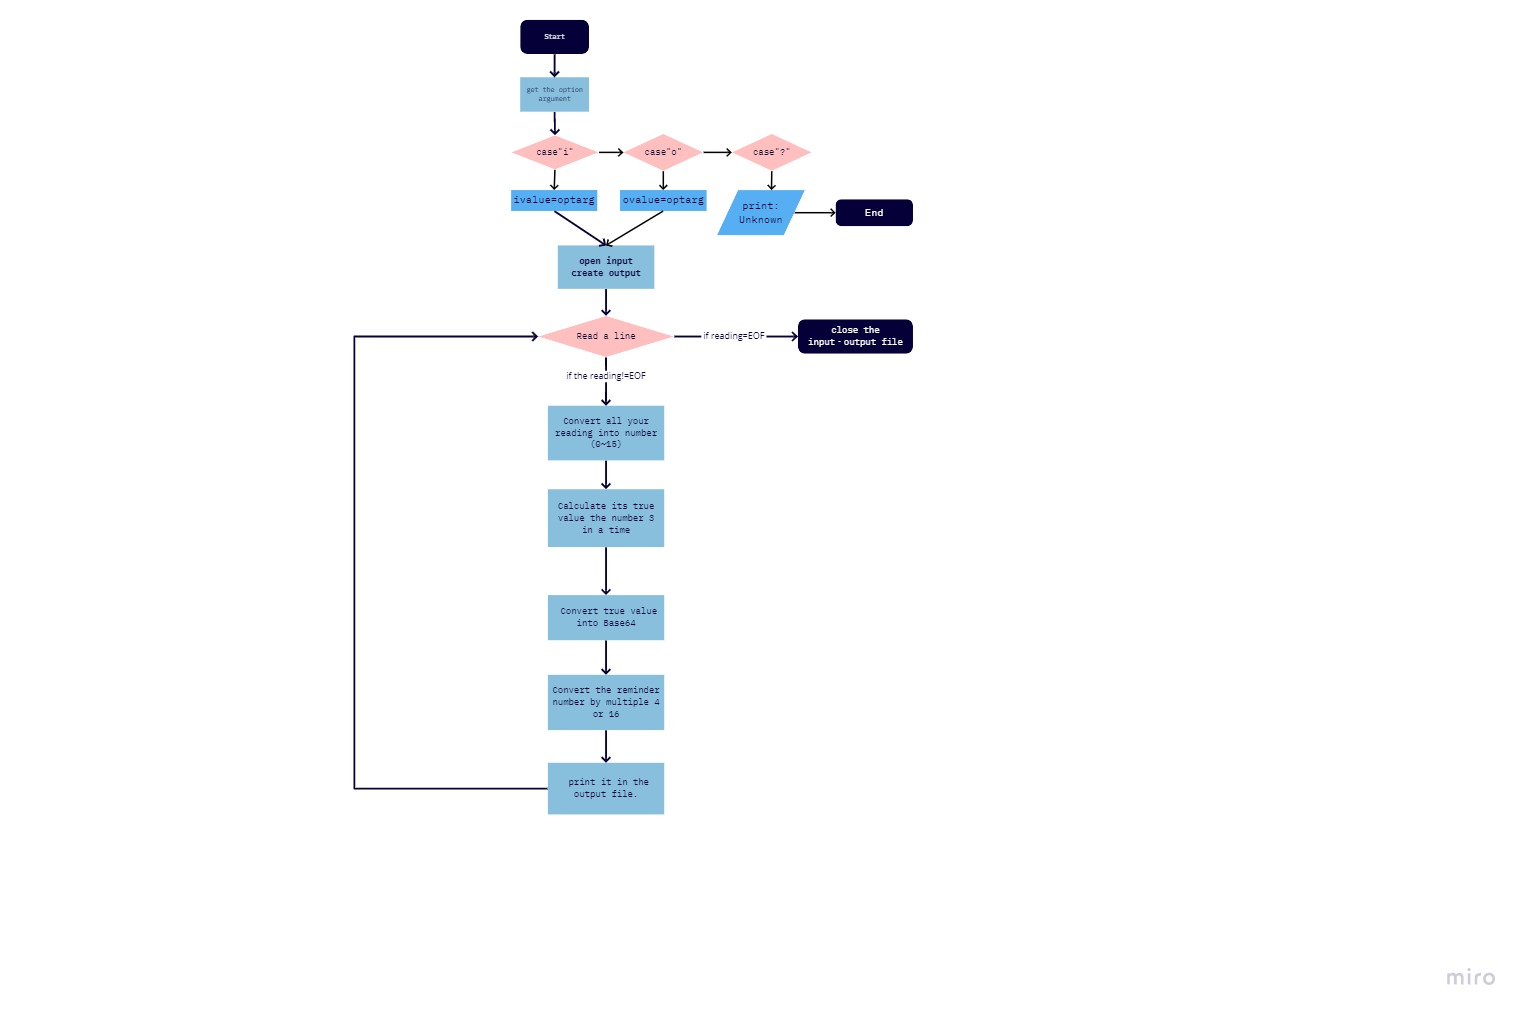 Start
get the option
argument
case"i"
case"o"
case"?"
ivalue=optarg
ovalue=optarg
print:
Unknown
End
open input
create output
Read a line
if reading=EOF
close the
input-output file
if the reading!=EOF
Convert all your
reading into number
(0~15)
Calculate its true
value the number 3
in a time
Convert true value
into Base64
Convert the reminder
number by multiple 4
or 16
print it in the
output file.
miro